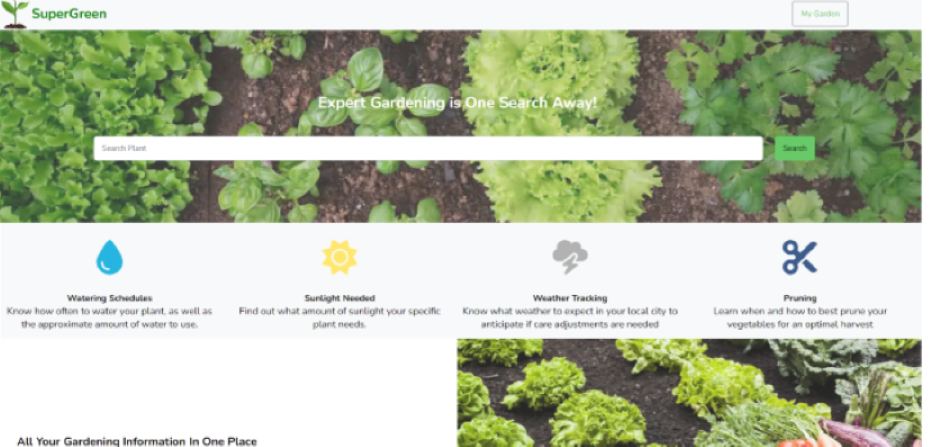 SuperGreen
My Garden
Expert Gardening is One Search Away!
Search Plant
Search
Watering Schedules
Know how often to water your plant, as well as
the approximate amount of water to use.
Sunlight Needed
Find out what amount of sunlight your specific
plant needs.
Weather Tracking
Know what weather to expect in your local city to
anticipate if care adjustments are needed
Pruning
Learn when and how to best prune your
vegetables for an optimal harvest
All Your Gardening Information In One Place